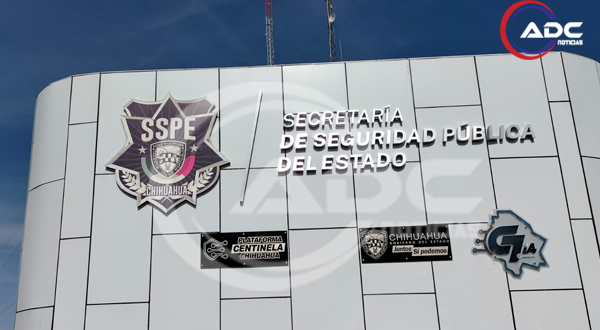 ADC
NOTICIAS
SSPE
CHIHUAHUA
SECRETARÍA
DE SEGURIDAD PÚBLICA
DEL ESTADO
ADC
PLATAFORMA
CENTINELA
CHIHUAHUA
CHIHUAHUA
GOBIERNO DEL ESTADO
Juntos Sí podemos